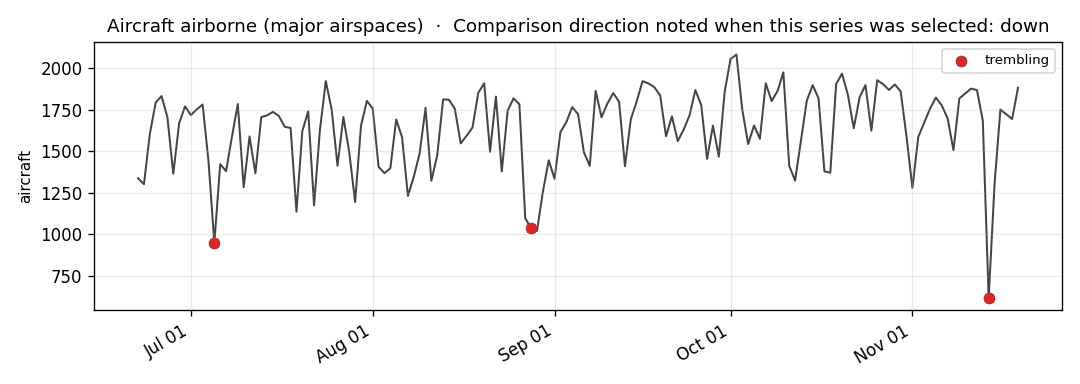 Aircraft airborne (major airspaces)  ·  Comparison direction noted when this series was selected: down
trembling
aircraft
2000
1750
1500
1250
1000
750
Jul 01
Aug 01
Sep 01
Oct 01
Nov 01